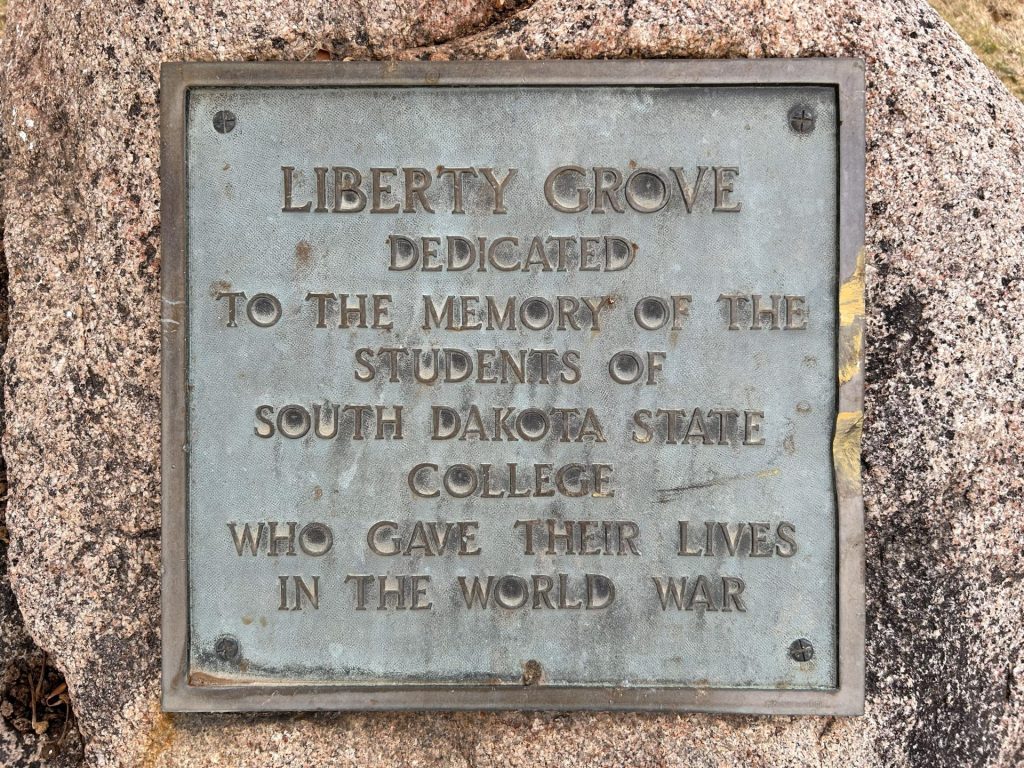 LIBERTY GROVE
DEDICATED
TO THE MEMORY OF THE
STUDENTS OF
SOUTH DAKOTA STATE
COLLEGE
WHO GAVE THEIR LIVES
IN THE WORLD WAR